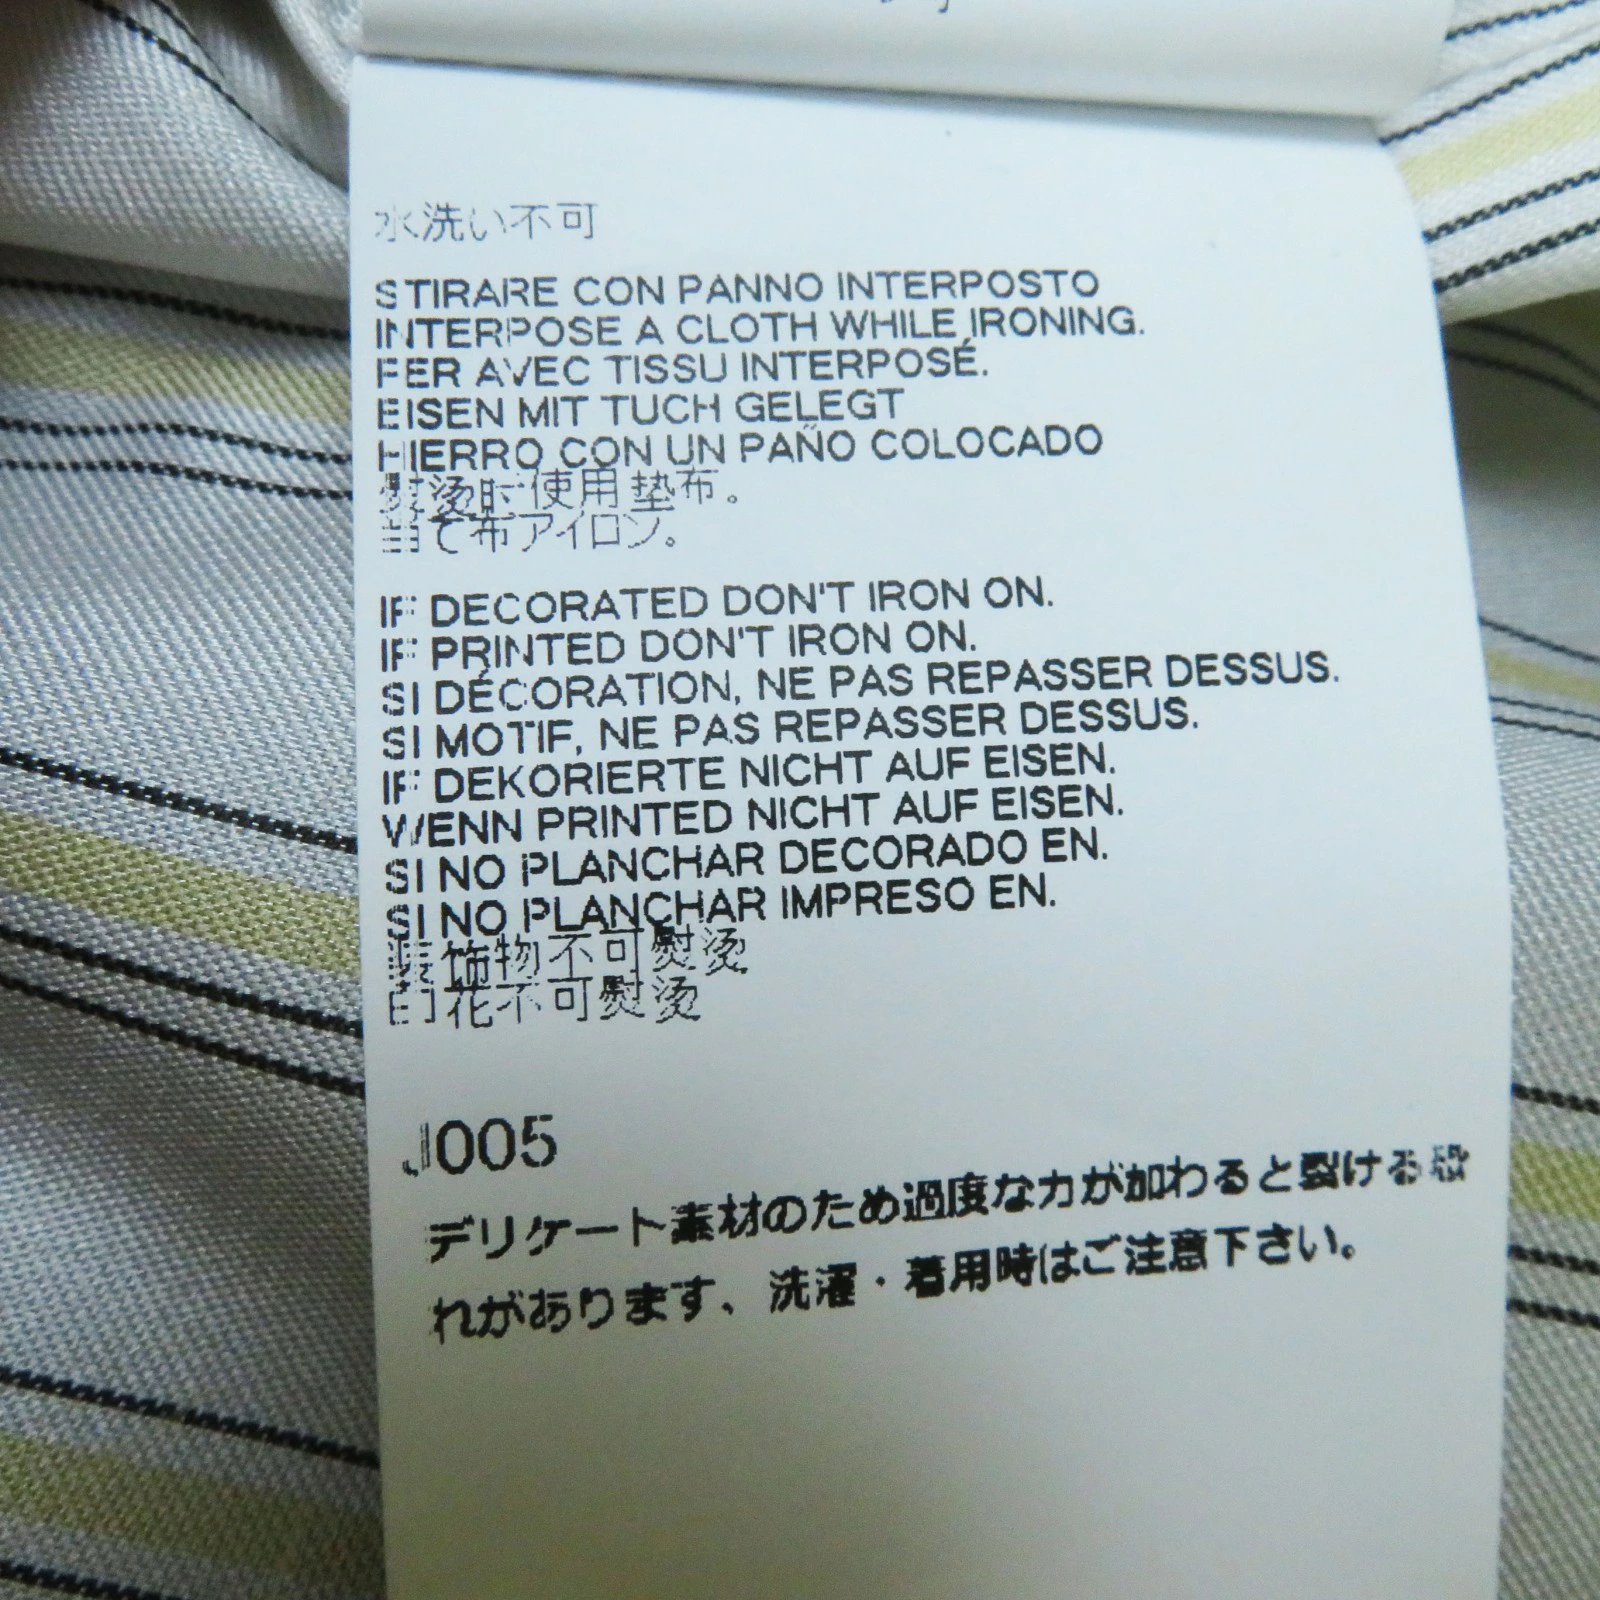 水洗い不可
STIRARE CON PANNO INTERPOSTO
INTERPOSE A CLOTH WHILE IRONING.
FER AVEC TISSU INTERPOSÉ.
EISEN MIT TUCH GELEGT
HIERRO CON UN PAÑO COLOCADO
熨烫时使用垫布。
当て布アイロン。
IF DECORATED DON'T IRON ON.
IF PRINTED DON'T IRON ON.
SI DÉCORATION, NE PAS REPASSER DESSUS.
SI MOTIF, NE PAS REPASSER DESSUS.
IF DEKORIERTE NICHT AUF EISEN.
WENN PRINTED NICHT AUF EISEN.
SI NO PLANCHAR DECORADO EN.
SI NO PLANCHAR IMPRESO EN.
装饰物不可熨烫
印花不可熨烫
J005
デリケート素材のため過度な力が加わると裂ける恐
れがあります、洗濯・着用時はご注意下さい。